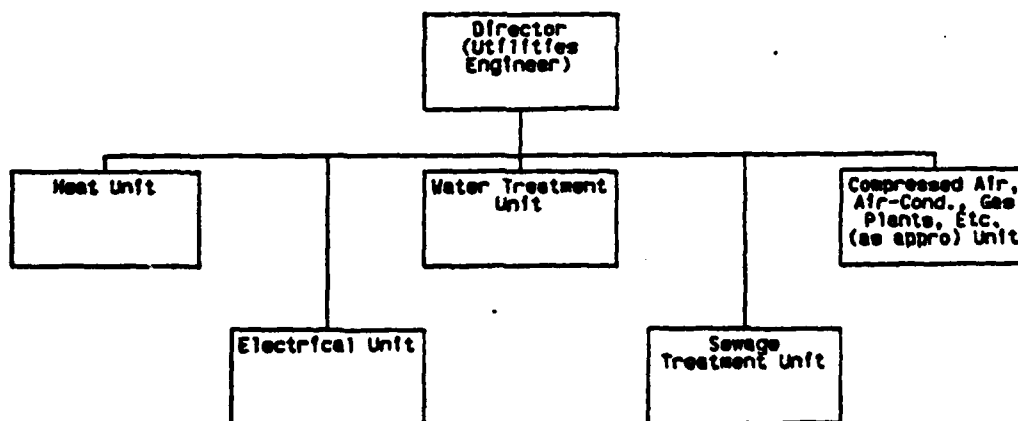 Director
(Utilities
Engineer)
Heat Unit
Water Treatment
Unit
Compressed Air,
Air-Cond., Gas
Plants, Etc.
(as appro) Unit
Electrical Unit
Sewage
Treatment Unit